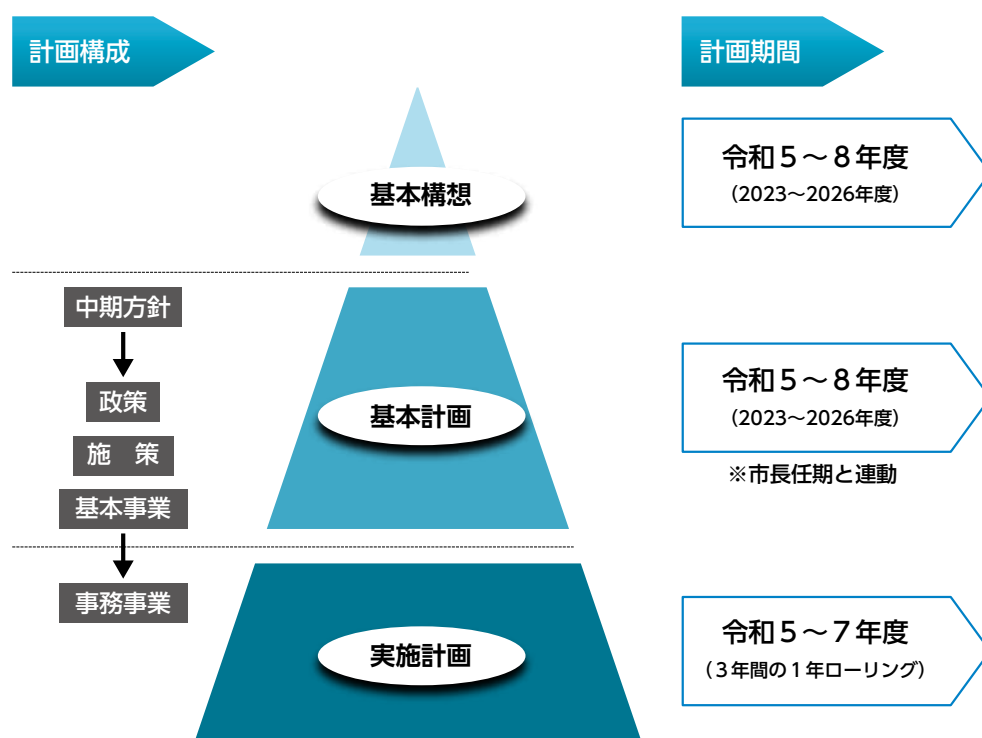 計画構成
計画期間
基本構想
令和5~8年度
(2023~2026年度)
中期方針
政策
施 策
基本事業
基本計画
令和5~8年度
(2023~2026年度)
※市長任期と連動
事務事業
実施計画
令和5~7年度
(3年間の1年ローリング)